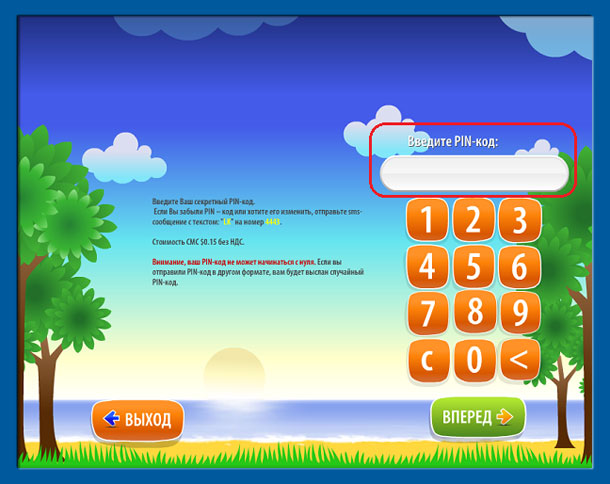 Введите PIN-код:
Введите Ваш секретный PIN-код.
Если Вы забыли PIN – код или хотите его изменить, отправьте sms-
сообщение с текстом: "LK" на номер 4443.
Стоимость СМС $0.15 без НДС.
Внимание, ваш PIN-код не может начинаться с нуля. Если вы
отправили PIN-код в другом формате, вам будет выслан случайный
PIN-код.
1 2 3
4 5 6
7 8 9
С 0 <
ВЫХОД
ВПЕРЕД